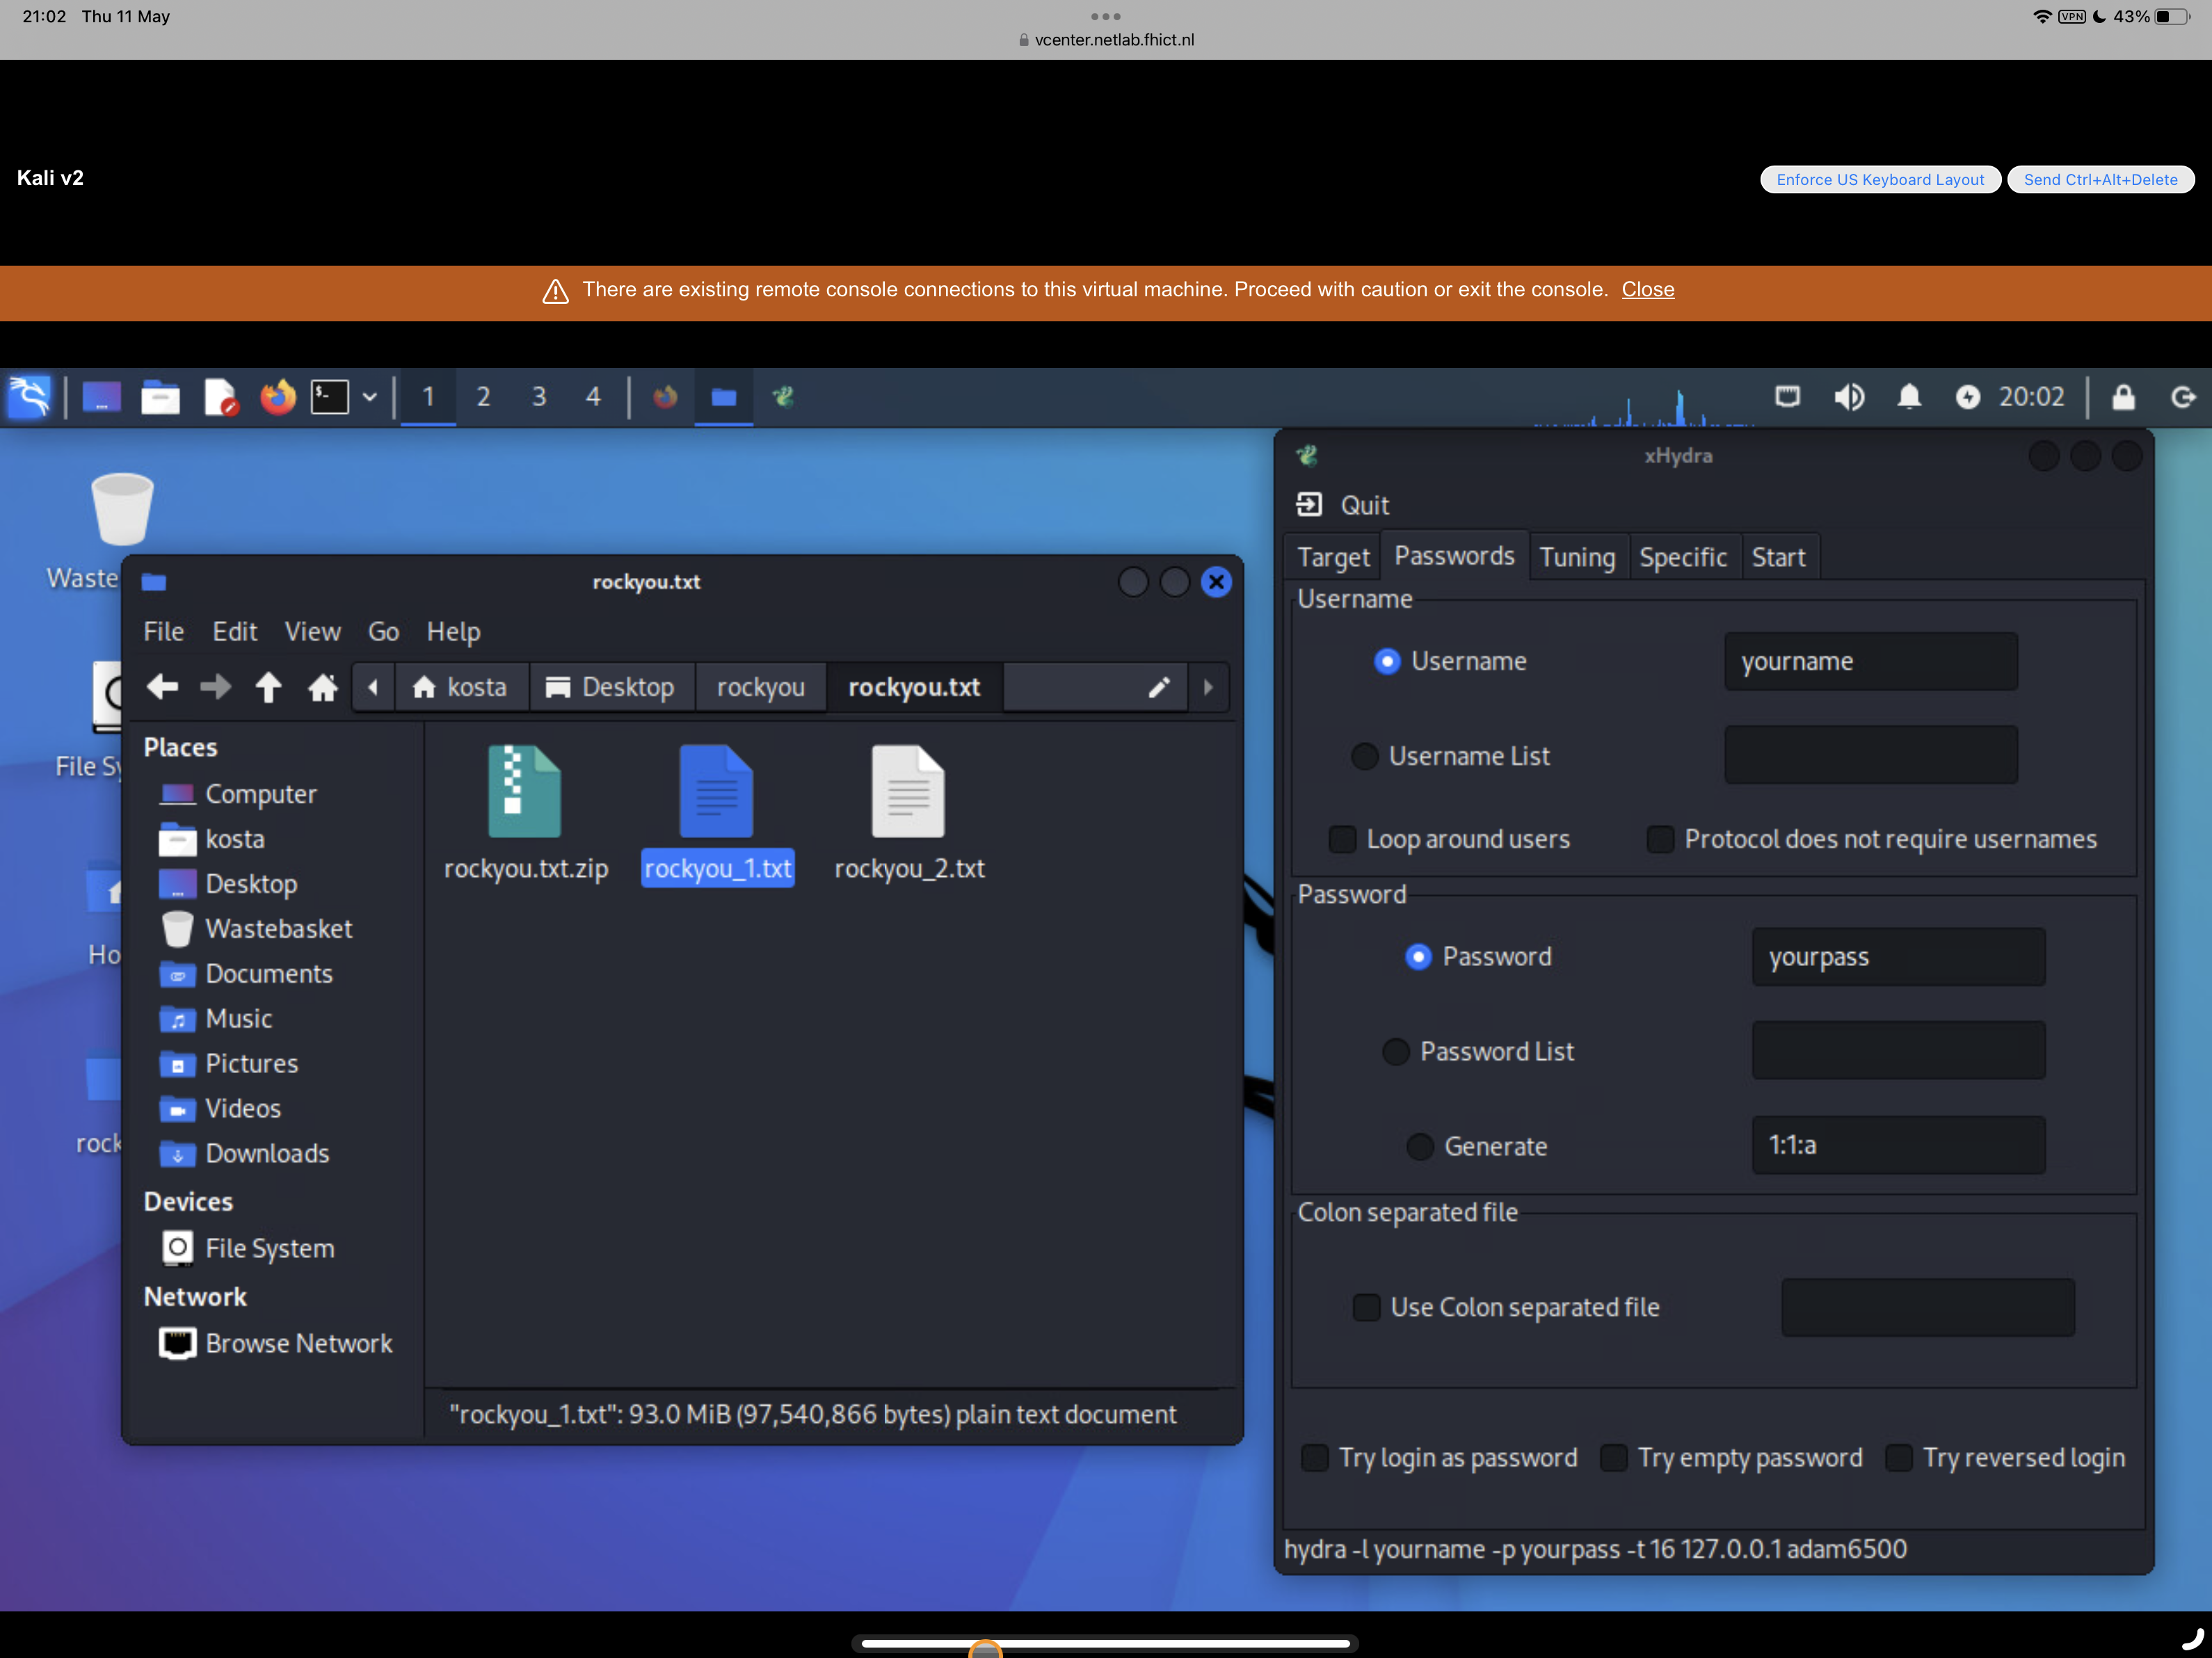 21:02 Thu 11 May
vcenter.netlab.fhict.nl
VPN 43%
Kali v2
Enforce US Keyboard Layout
Send Ctrl+Alt+Delete
There are existing remote console connections to this virtual machine. Proceed with caution or exit the console. Close
$-
1 2 3 4
20:02
xHydra
Quit
Target Passwords Tuning Specific Start
Username
Username yourname
Username List
Loop around users Protocol does not require usernames
Password
Password yourpass
Password List
Generate 1:1:a
Colon separated file
Use Colon separated file
Try login as password Try empty password Try reversed login
hydra -l yourname -p yourpass -t 16 127.0.0.1 adam6500
Waste
File Sy
Ho
rock
rockyou.txt
File Edit View Go Help
kosta Desktop rockyou rockyou.txt
Places
Computer
kosta
Desktop
Wastebasket
Documents
Music
Pictures
Videos
Downloads
Devices
File System
Network
Browse Network
rockyou.txt.zip rockyou_1.txt rockyou_2.txt
"rockyou_1.txt": 93.0 MiB (97,540,866 bytes) plain text document